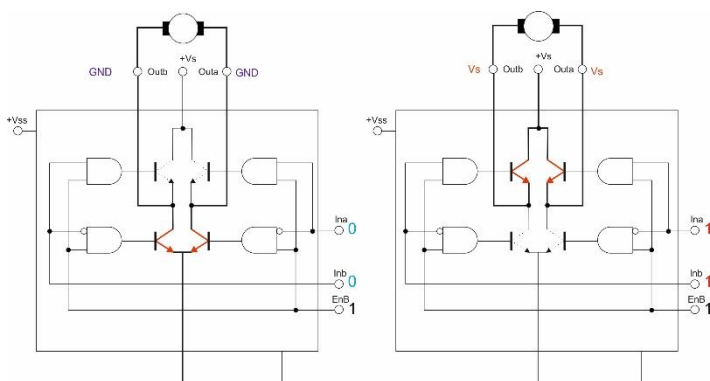 +Vs
GND
Outb
Outa
GND
+Vss
Ina
0
Inb
0
EnB
1
+Vs
Vs
Outb
Outa
Vs
+Vss
Ina
1
Inb
1
EnB
1